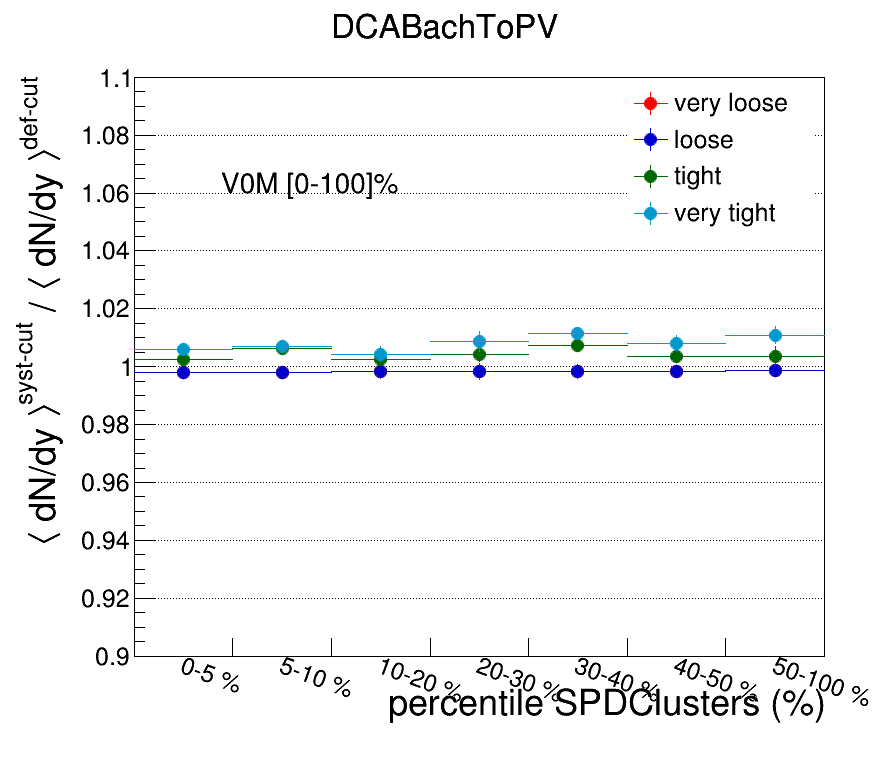 DCABachToPV
⟨ dN/dy ⟩^syst-cut / ⟨ dN/dy ⟩^def-cut
1.1
1.08
1.06
1.04
1.02
1
0.98
0.96
0.94
0.92
0.9
V0M [0-100]%
very loose
loose
tight
very tight
0-5 %
5-10 %
10-20 %
20-30 %
30-40 %
40-50 %
50-100 %
percentile SPDClusters (%)